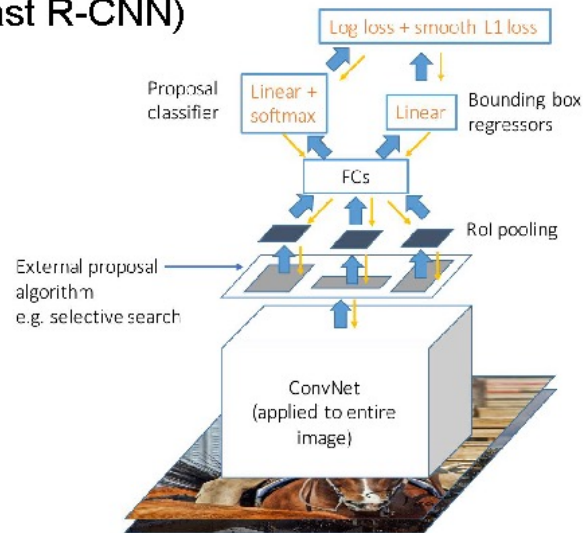 ast R-CNN)
Log loss + smooth L1 loss
Proposal
classifier
Linear +
softmax
Linear
Bounding box
regressors
FCs
RoI pooling
External proposal
algorithm
e.g. selective search
ConvNet
(applied to entire
image)